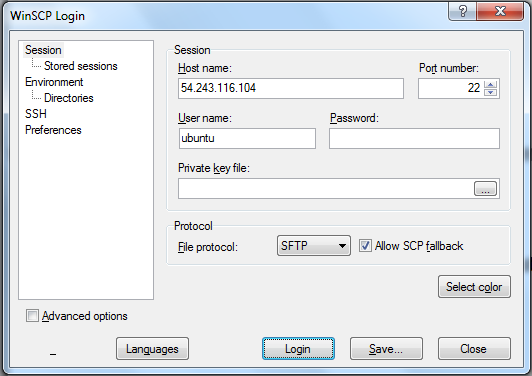 WinSCP Login
Session
Stored sessions
Environment
Directories
SSH
Preferences
Session
Host name:
Port number:
54.243.116.104
22
User name:
Password:
ubuntu
Private key file:
...
Protocol
File protocol:
SFTP
Allow SCP fallback
Select color
Advanced options
Languages
Login
Save...
Close